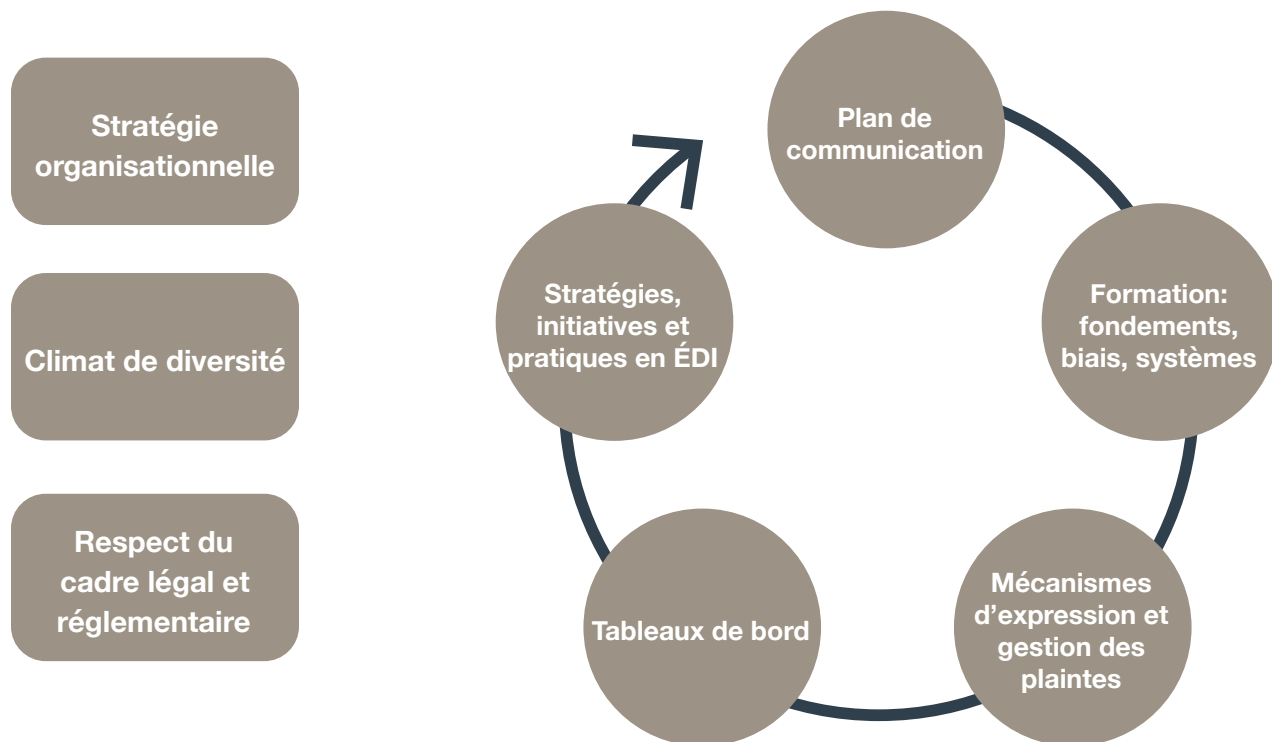 Stratégie
organisationnelle
Climat de diversité
Respect du
cadre légal et
réglementaire
Plan de
communication
Formation:
fondements,
biais, systèmes
Mécanismes
d’expression et
gestion des
plaintes
Tableaux de bord
Stratégies,
initiatives et
pratiques en ÉDI